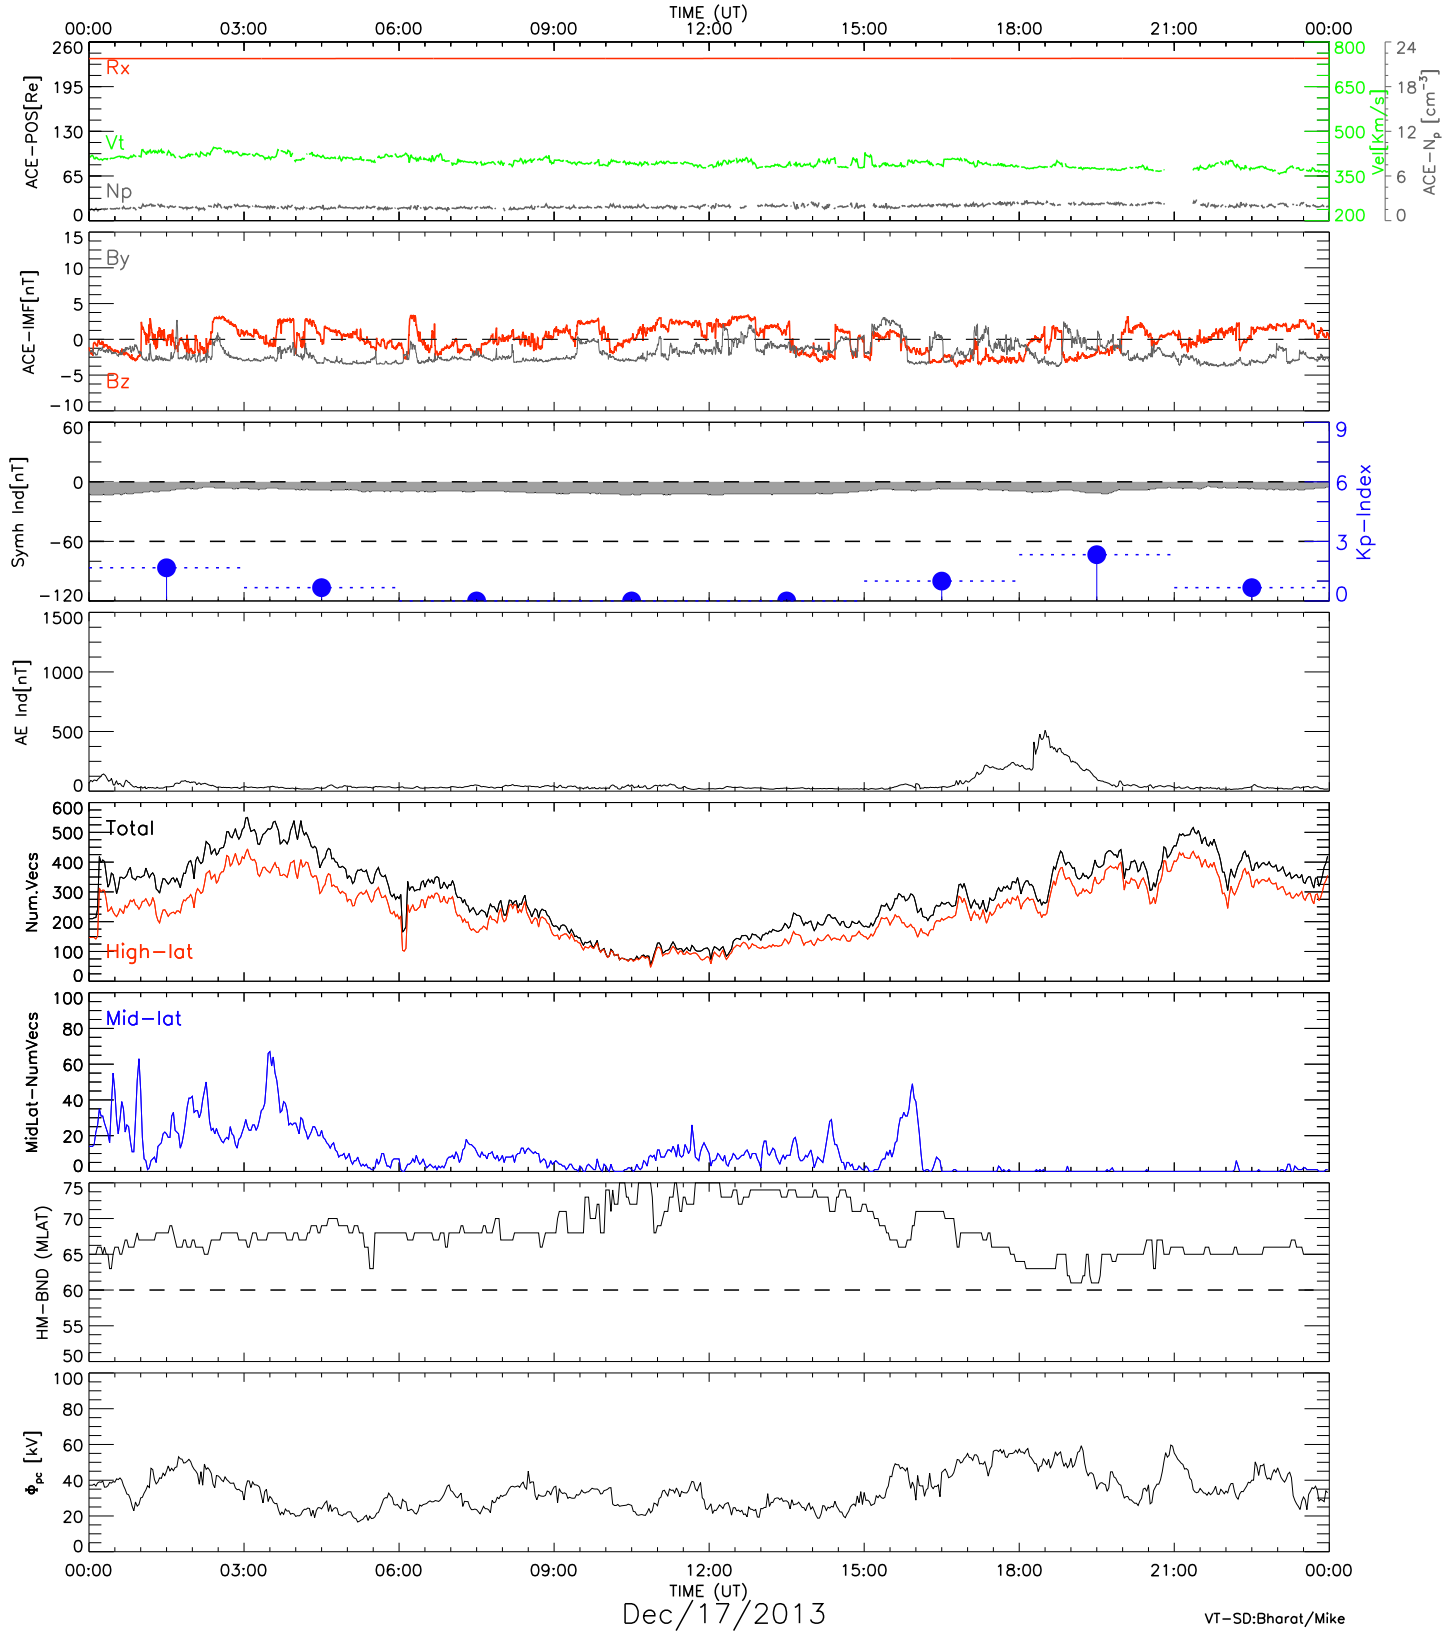 TIME (UT)
00:00 03:00 06:00 09:00 12:00 15:00 18:00 21:00 00:00
260 195 130 65 0
ACE-POS[Re]
Rx
Vt
Np
800 650 500 350 200
Vel[Km/s]
24 18 12 6 0
ACE-Np [cm-3]
15 10 5 0 -5 -10
ACE-IMF[nT]
By
Bz
60 0 -60 -120
Symh Ind[nT]
9 6 3 0
Kp-Index
1500 1000 500 0
AE Ind[nT]
600 500 400 300 200 100 0
Num.Vecs
Total
High-lat
100 80 60 40 20 0
MidLat-NumVecs
Mid-lat
75 70 65 60 55 50
HM-BND (MLAT)
100 80 60 40 20 0
Φpc [kV]
00:00 03:00 06:00 09:00 12:00 15:00 18:00 21:00 00:00
TIME (UT)
Dec/17/2013
VT-SD:Bharat/Mike